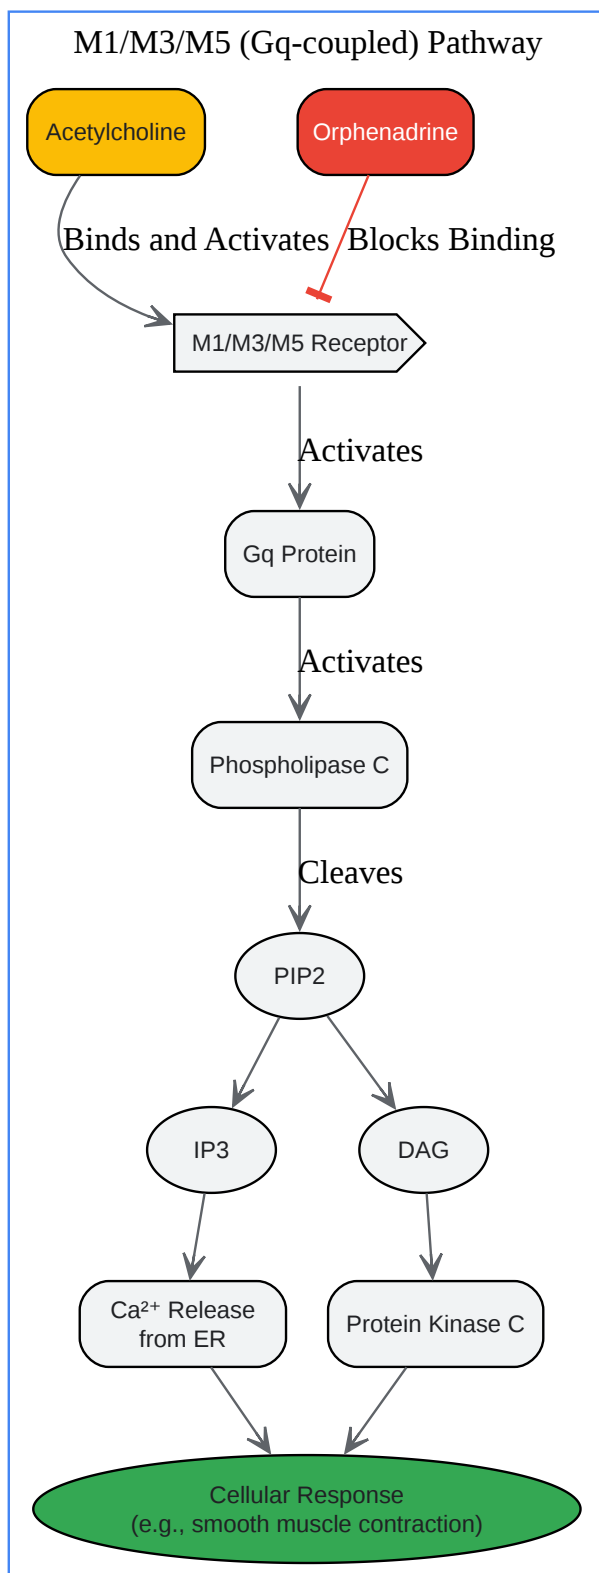 M1/M3/M5 (Gq-coupled) Pathway
Acetylcholine
Orphenadrine
Binds and Activates
Blocks Binding
M1/M3/M5 Receptor
Activates
Gq Protein
Activates
Phospholipase C
Cleaves
PIP2
IP3
DAG
Ca²⁺ Release
from ER
Protein Kinase C
Cellular Response
(e.g., smooth muscle contraction)